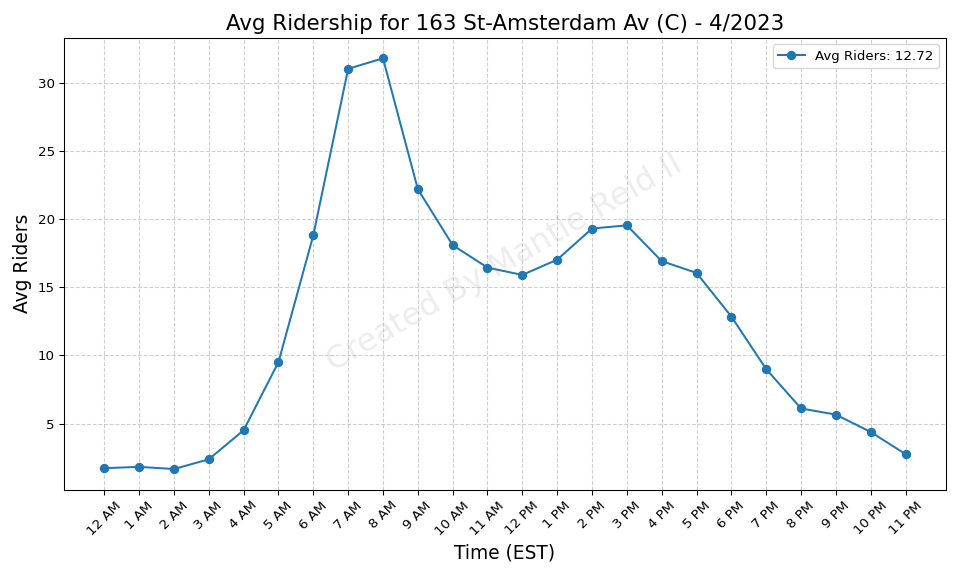 Avg Ridership for 163 St-Amsterdam Av (C) - 4/2023
Avg Riders: 12.72
30
25
20
15
10
5
Avg Riders
Created By Mantle Reid II
12 AM
1 AM
2 AM
3 AM
4 AM
5 AM
6 AM
7 AM
8 AM
9 AM
10 AM
11 AM
12 PM
1 PM
2 PM
3 PM
4 PM
5 PM
6 PM
7 PM
8 PM
9 PM
10 PM
11 PM
Time (EST)